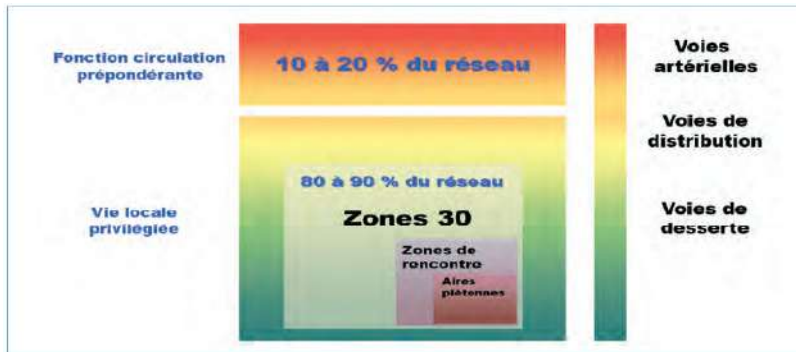 Fonction circulation
prépondérante
10 à 20 % du réseau
Voies
artérielles
Voies de
distribution
80 à 90 % du réseau
Vie locale
privilégiée
Zones 30
Voies de
desserte
Zones de
rencontre
Aires
piétennes